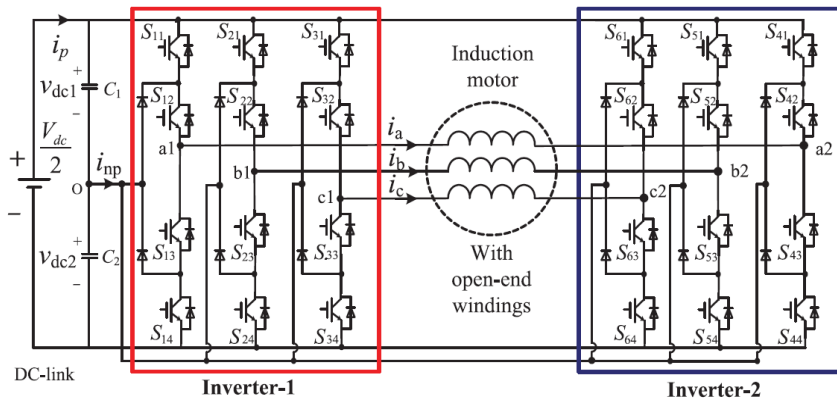 S11 S21 S31 S61 S51 S41
ip
+
vdc1 C1
−
Induction
motor
S12 S22 S32 S62 S52 S42
Vdc
2
+
−
inp
O
ia
ib
ic
a1
b1
c1
a2
b2
c2
+
vdc2 C2
−
S13 S23 S33 S63 S53 S43
With
open-end
windings
S14 S24 S34 S64 S54 S44
DC-link
Inverter-1
Inverter-2